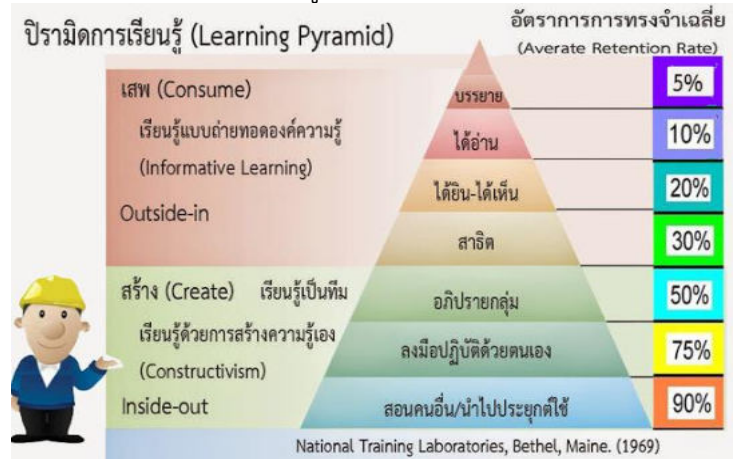 ปิรามิดการเรียนรู้ (Learning Pyramid)
อัตราการการทรงจำเฉลี่ย
(Averate Retention Rate)
เสพ (Consume)
เรียนรู้แบบถ่ายทอดองค์ความรู้
(Informative Learning)
Outside-in
บรรยาย
5%
ได้อ่าน
10%
ได้ยิน-ได้เห็น
20%
สาธิต
30%
สร้าง (Create) เรียนรู้เป็นทีม
เรียนรู้ด้วยการสร้างความรู้เอง
(Constructivism)
Inside-out
อภิปรายกลุ่ม
50%
ลงมือปฏิบัติด้วยตนเอง
75%
สอนคนอื่น/นำไปประยุกต์ใช้
90%
National Training Laboratories, Bethel, Maine. (1969)